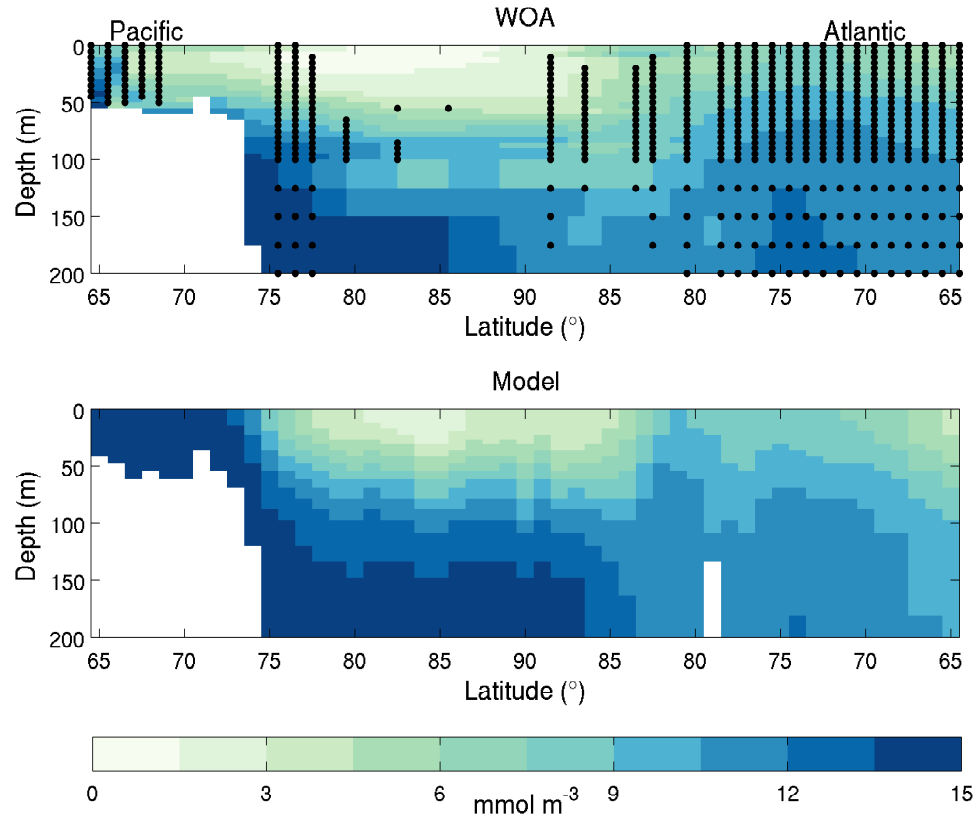 WOA
Pacific
Atlantic
0
50
100
150
200
Depth (m)
65 70 75 80 85 90 85 80 75 70 65
Latitude (°)
Model
0
50
100
150
200
Depth (m)
65 70 75 80 85 90 85 80 75 70 65
Latitude (°)
0 3 6 9 12 15
mmol m⁻³